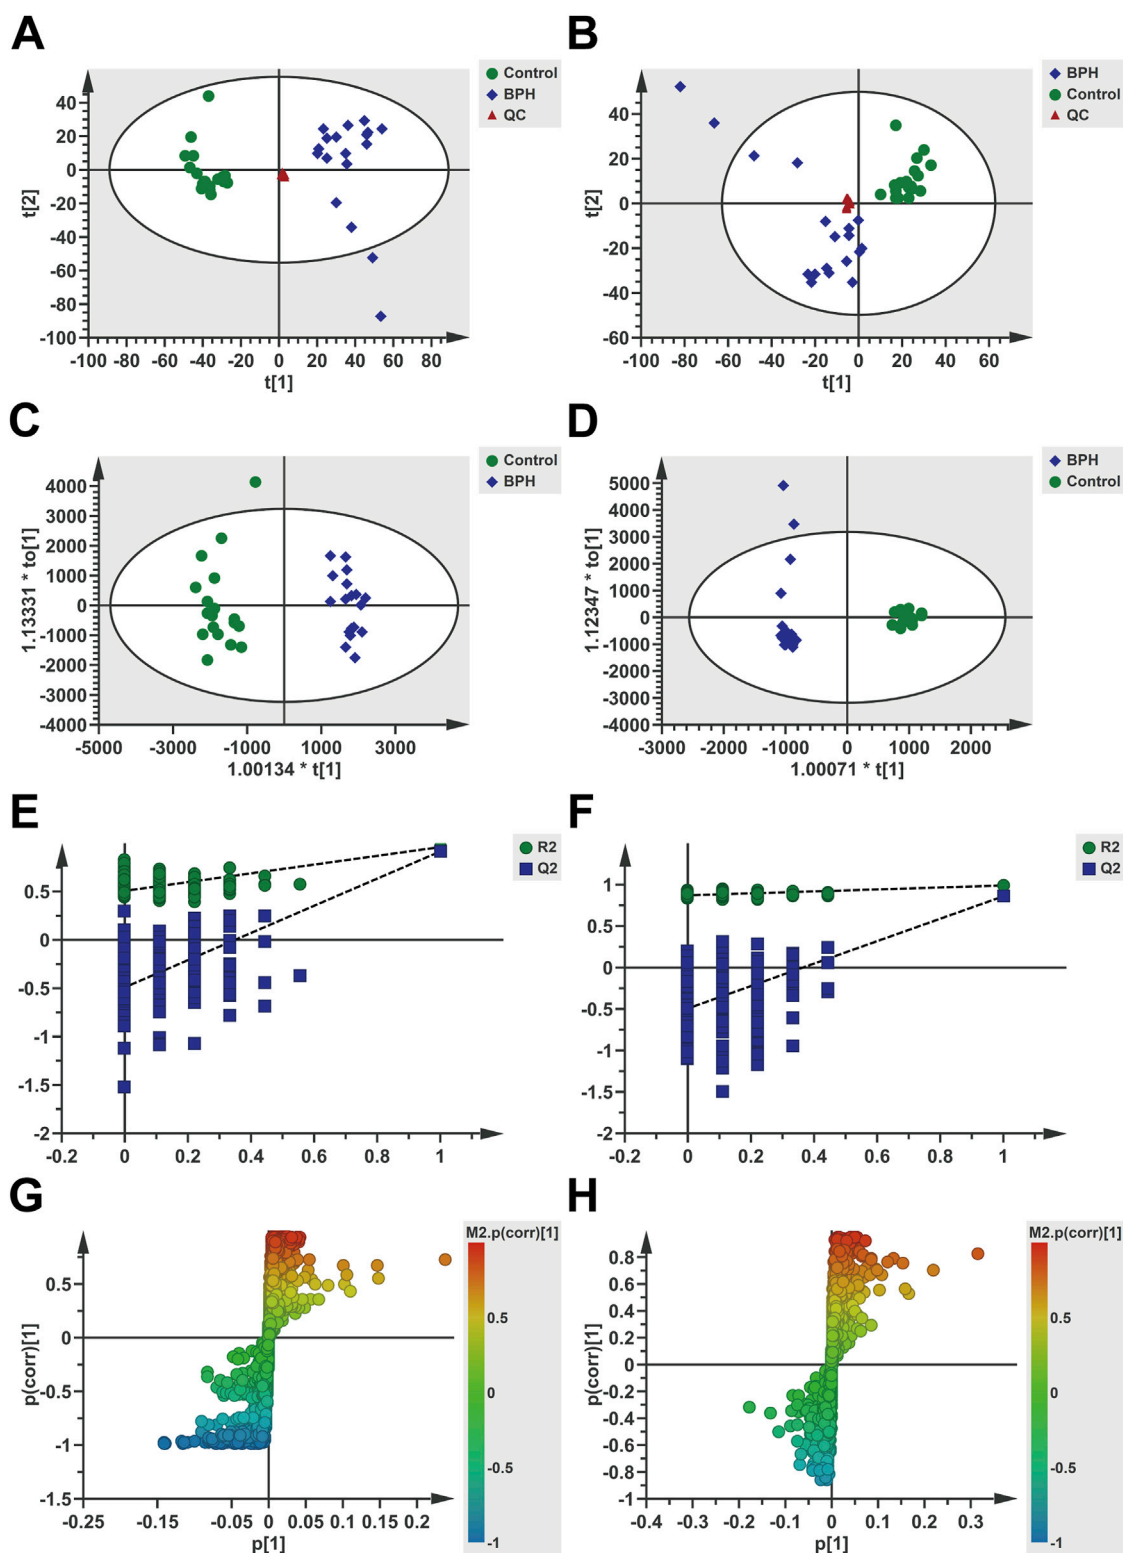 A
B
Control
BPH
QC
BPH
Control
QC
t[2]
40
20
0
-20
-40
-60
-80
-100
-100 -80 -60 -40 -20 0 20 40 60 80
t[1]
t[2]
40
20
0
-20
-40
-60
-100 -80 -60 -40 -20 0 20 40 60
t[1]
C
D
Control
BPH
BPH
Control
1.13331 * to[1]
4000
3000
2000
1000
0
-1000
-2000
-3000
-4000
-5000 -3000 -1000 1000 3000
1.00134 * t[1]
1.12347 * to[1]
5000
4000
3000
2000
1000
0
-1000
-2000
-3000
-4000
-3000 -2000 -1000 0 1000 2000
1.00071 * t[1]
E
F
R2
Q2
R2
Q2
0.5
0
-0.5
-1
-1.5
-2
-0.2 0 0.2 0.4 0.6 0.8 1
1
0.5
0
-0.5
-1
-1.5
-2
-0.2 0 0.2 0.4 0.6 0.8 1
G
H
M2.p(corr)[1]
0.5
0
-0.5
-1
M2.p(corr)[1]
0.5
0
-0.5
-1
p(corr)[1]
0.5
0
-0.5
-1
-1.5
-0.25 -0.15 -0.05 0 0.05 0.1 0.15 0.2
p[1]
p(corr)[1]
0.8
0.6
0.4
0.2
0
-0.2
-0.4
-0.6
-0.8
-1
-0.4 -0.3 -0.2 -0.1 0 0.1 0.2 0.3
p[1]